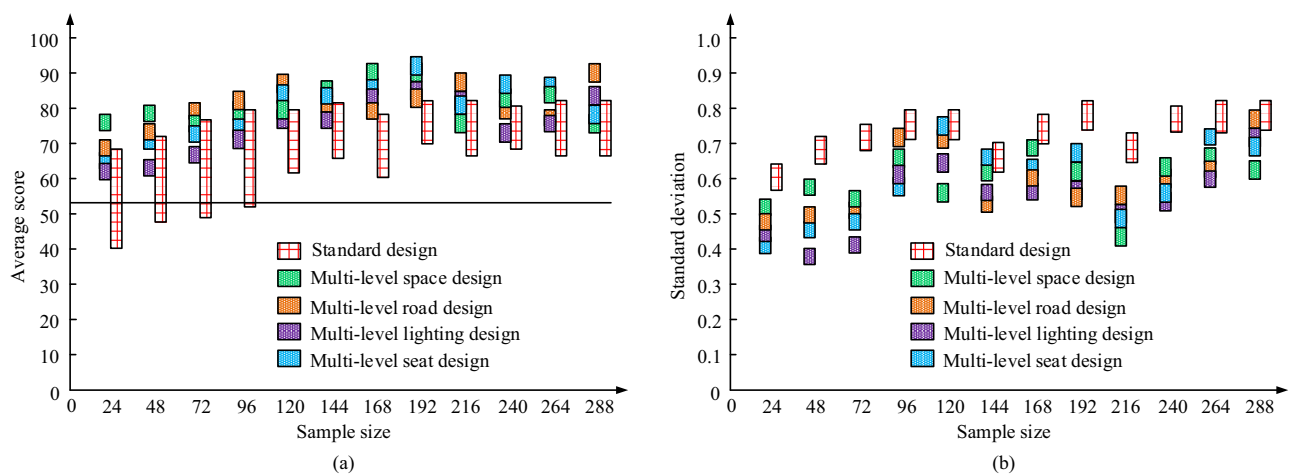 100
90
80
70
60
50
40
30
20
10
0
Average score
0 24 48 72 96 120 144 168 192 216 240 264 288
Sample size
Standard design
Multi-level space design
Multi-level road design
Multi-level lighting design
Multi-level seat design
(a)
1.0
0.9
0.8
0.7
0.6
0.5
0.4
0.3
0.2
0.1
0
Standard deviation
0 24 48 72 96 120 144 168 192 216 240 264 288
Sample size
Standard design
Multi-level space design
Multi-level road design
Multi-level lighting design
Multi-level seat design
(b)